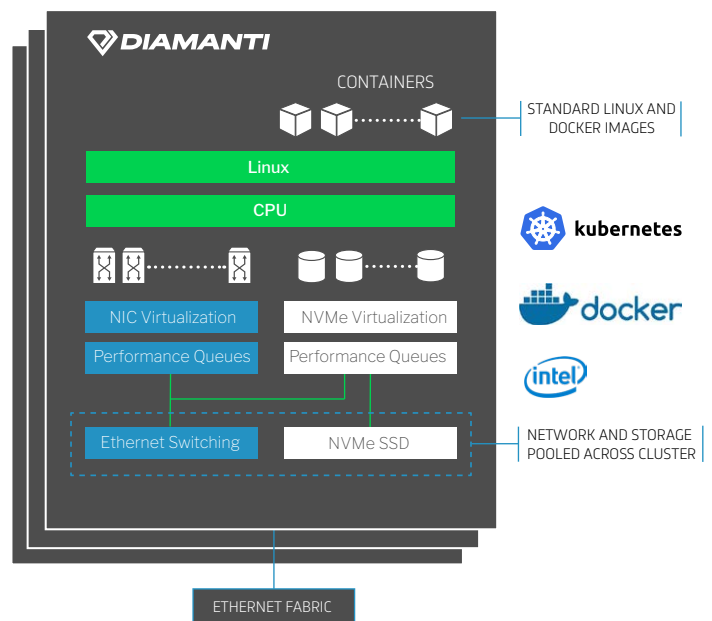 DIAMANTI
CONTAINERS
STANDARD LINUX AND
DOCKER IMAGES
Linux
CPU
kubernetes
docker
NIC Virtualization
NVMe Virtualization
Performance Queues
Performance Queues
intel
Ethernet Switching
NVMe SSD
NETWORK AND STORAGE
POOLED ACROSS CLUSTER
ETHERNET FABRIC